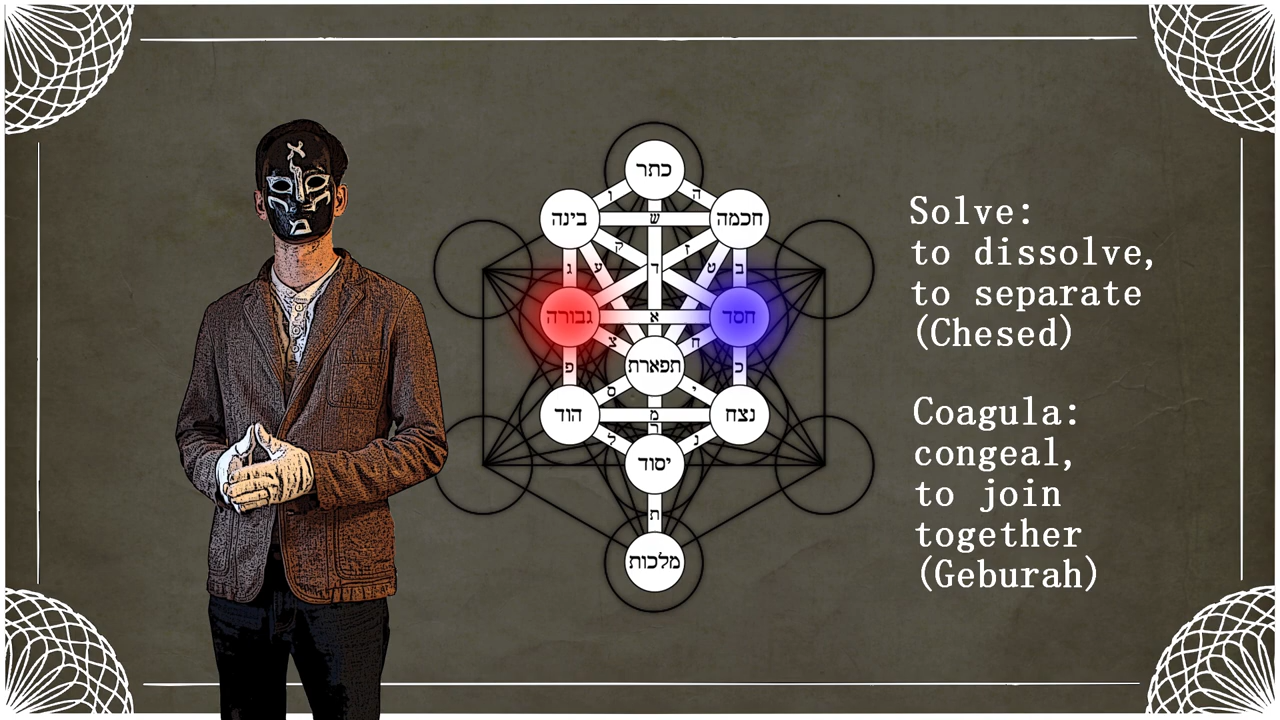 כתר
ה ו
חכמה ש בינה
ז ק
ב ט ד ע ג
חסד א גבורה
ח צ
כ תפארת פ
י ס
נצח מ הוד
ר
נ ל
יסוד
ת
מלכות
Solve:
to dissolve,
to separate
(Chesed)
Coagula:
congeal,
to join
together
(Geburah)